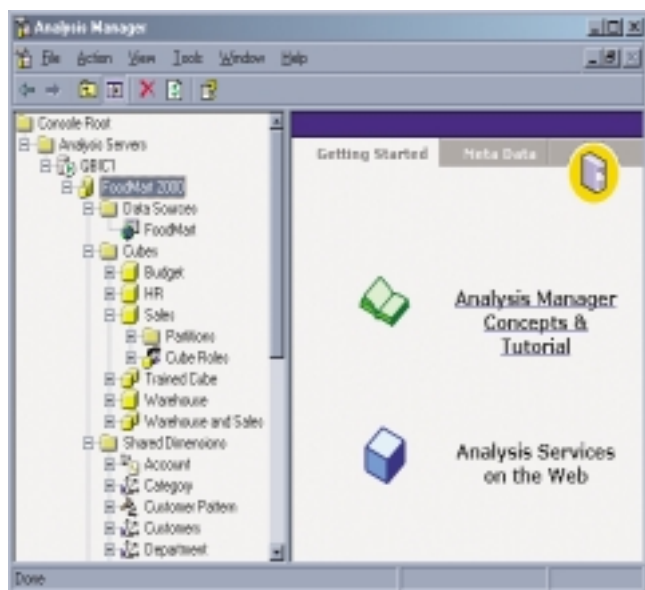 Analysis Manager
File Action View Tools Window Help
Console Root
Analysis Servers
GBICT
FoodMart 2000
Data Sources
FoodMart
Cubes
Budget
HR
Sales
Partitions
Cube Roles
Trained Cube
Warehouse
Warehouse and Sales
Shared Dimensions
Account
Category
Customer Pattern
Customers
Department
Getting Started Meta Data
Analysis Manager
Concepts &
Tutorial
Analysis Services
on the Web
Done